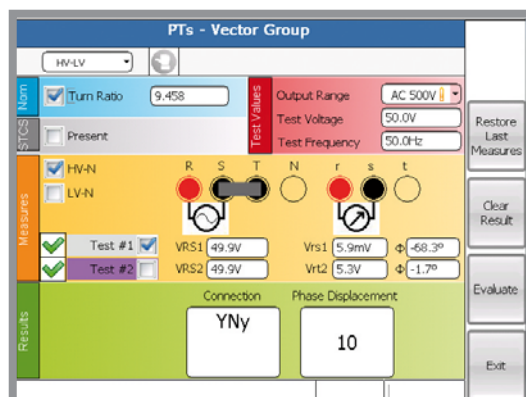 PTs - Vector Group
HV-LV
Nom
Turn Ratio 9.458
STCS
Present
Test Values
Output Range AC 500V
Test Voltage 50.0V
Test Frequency 50.0Hz
Measures
HV-N
LV-N
R S T N r s t
Test #1 VRS1 49.9V Vrs1 5.9mV Φ -68.3º
Test #2 VRS2 49.9V Vrt2 5.3V Φ -1.7º
Results
Connection Phase Displacement
YNy 10
Restore
Last
Measures
Clear
Result
Evaluate
Exit